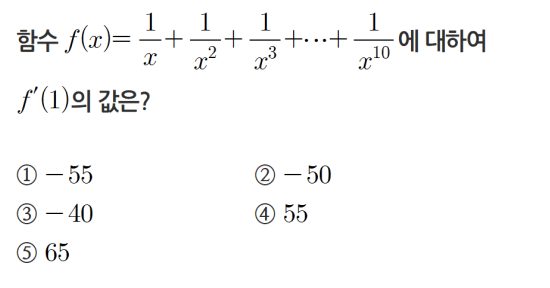 함수 f(x)= 1/x + 1/x² + 1/x³ +⋯+ 1/x¹⁰ 에 대하여
f′(1)의 값은?
① −55 ② −50
③ −40 ④ 55
⑤ 65